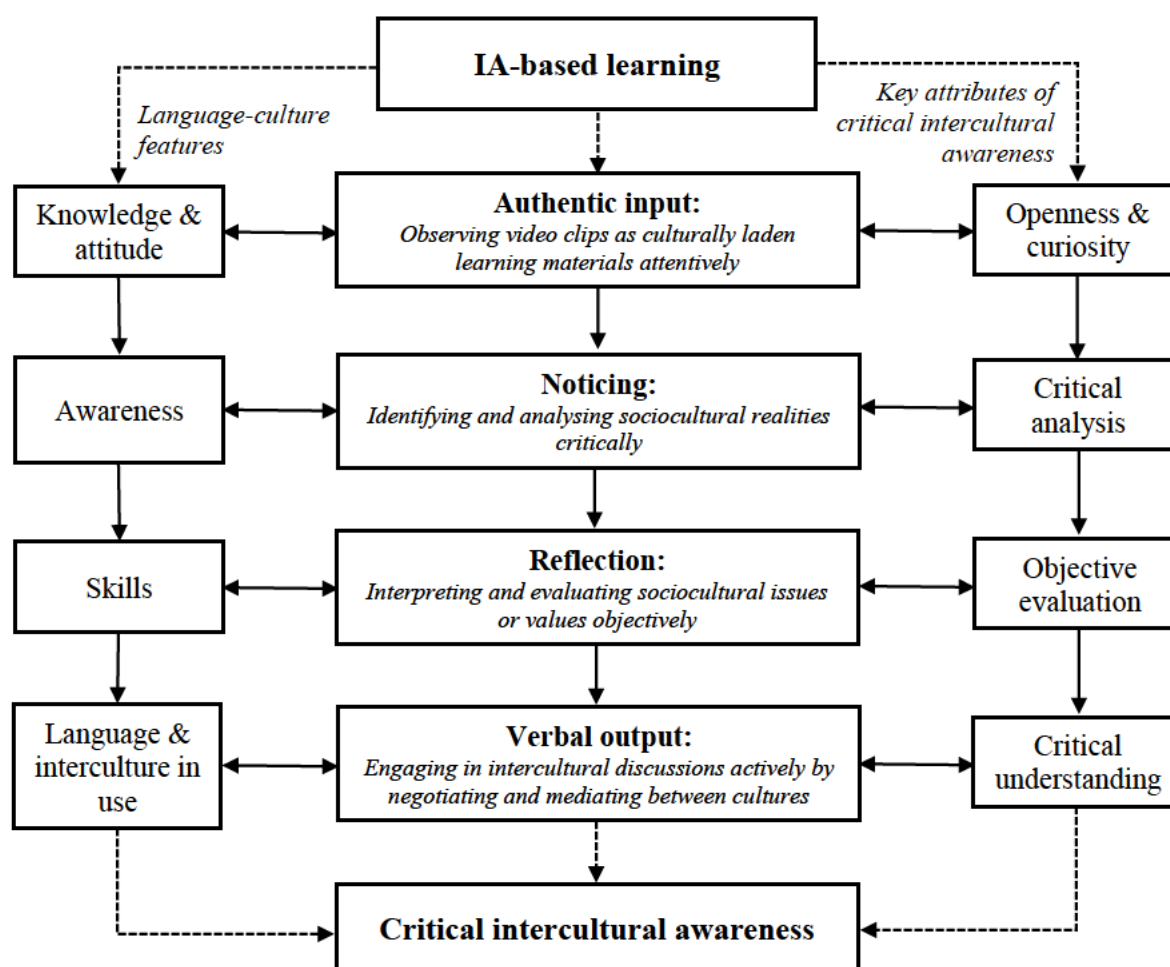 IA-based learning
Language-culture
features
Key attributes of
critical intercultural
awareness
Knowledge &
attitude
Authentic input:
Observing video clips as culturally laden
learning materials attentively
Openness &
curiosity
Awareness
Noticing:
Identifying and analysing sociocultural realities
critically
Critical
analysis
Skills
Reflection:
Interpreting and evaluating sociocultural issues
or values objectively
Objective
evaluation
Language &
interculture in
use
Verbal output:
Engaging in intercultural discussions actively by
negotiating and mediating between cultures
Critical
understanding
Critical intercultural awareness